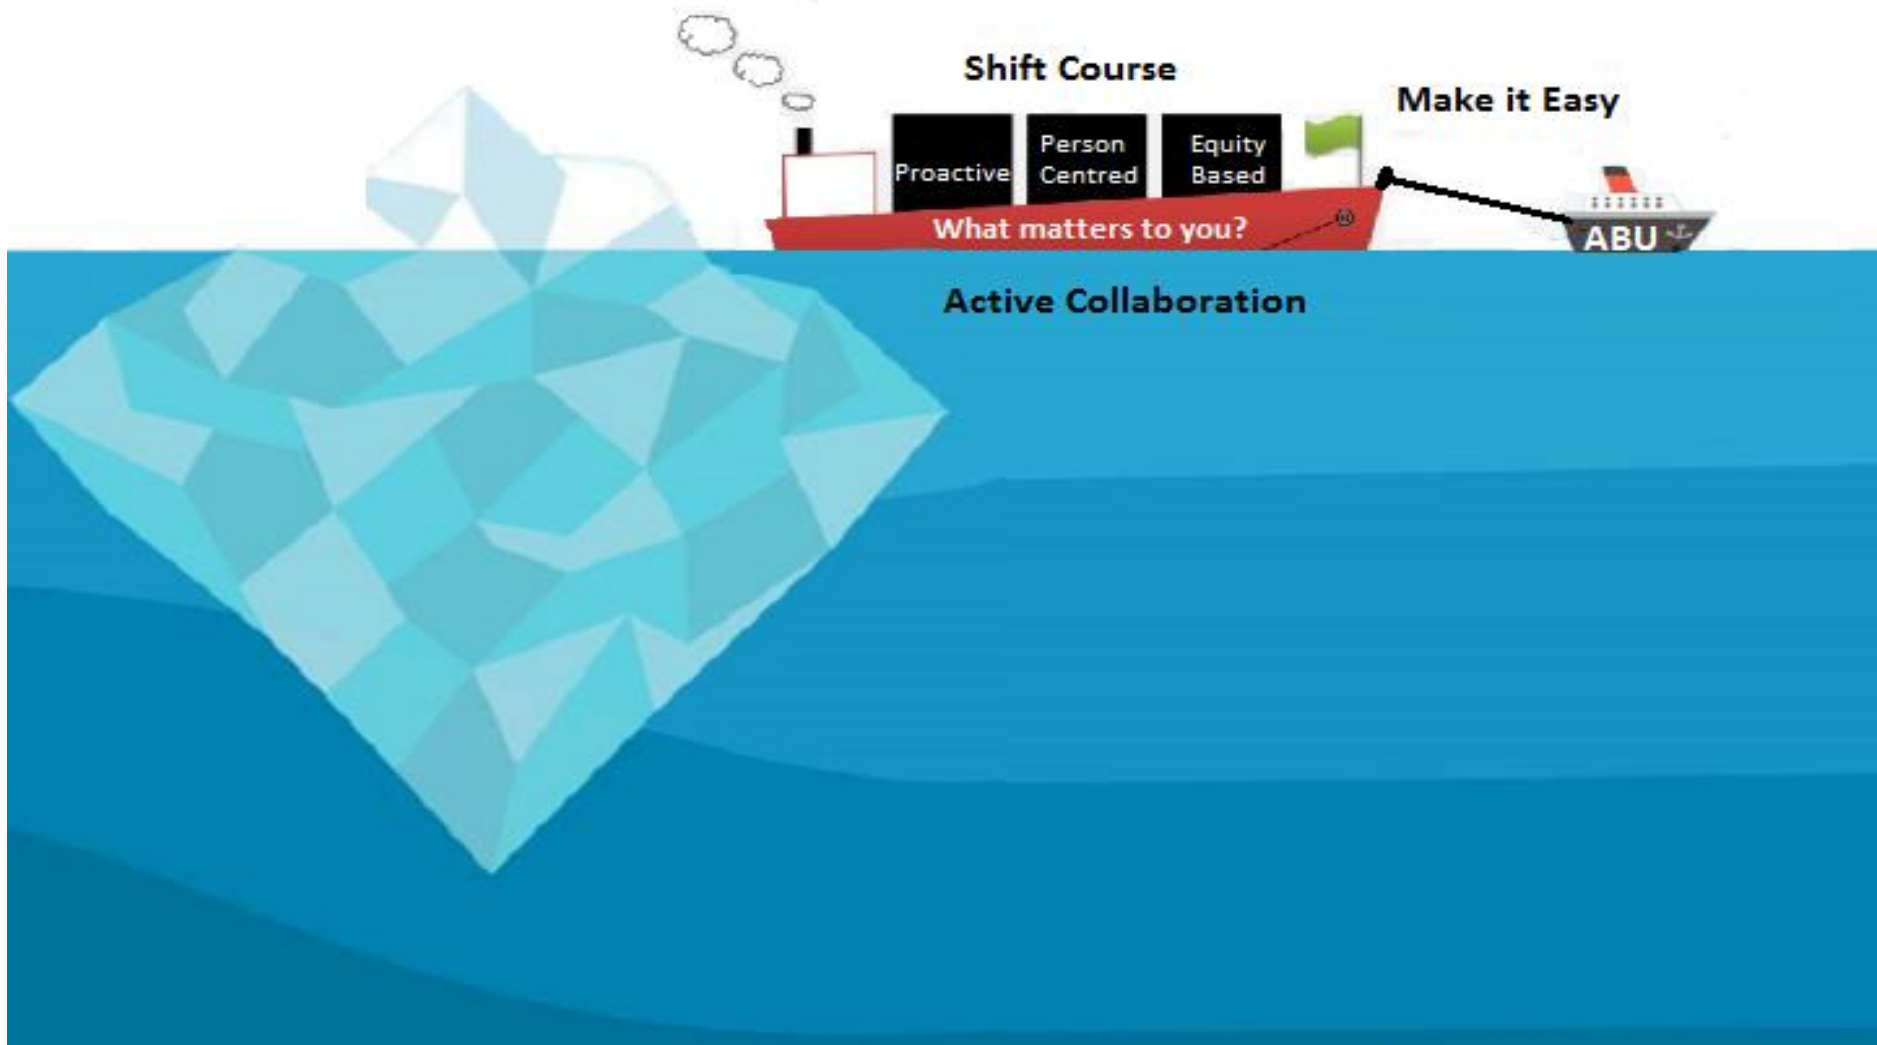 Shift Course
Make it Easy
Proactive
Person
Centred
Equity
Based
What matters to you?
ABU
Active Collaboration